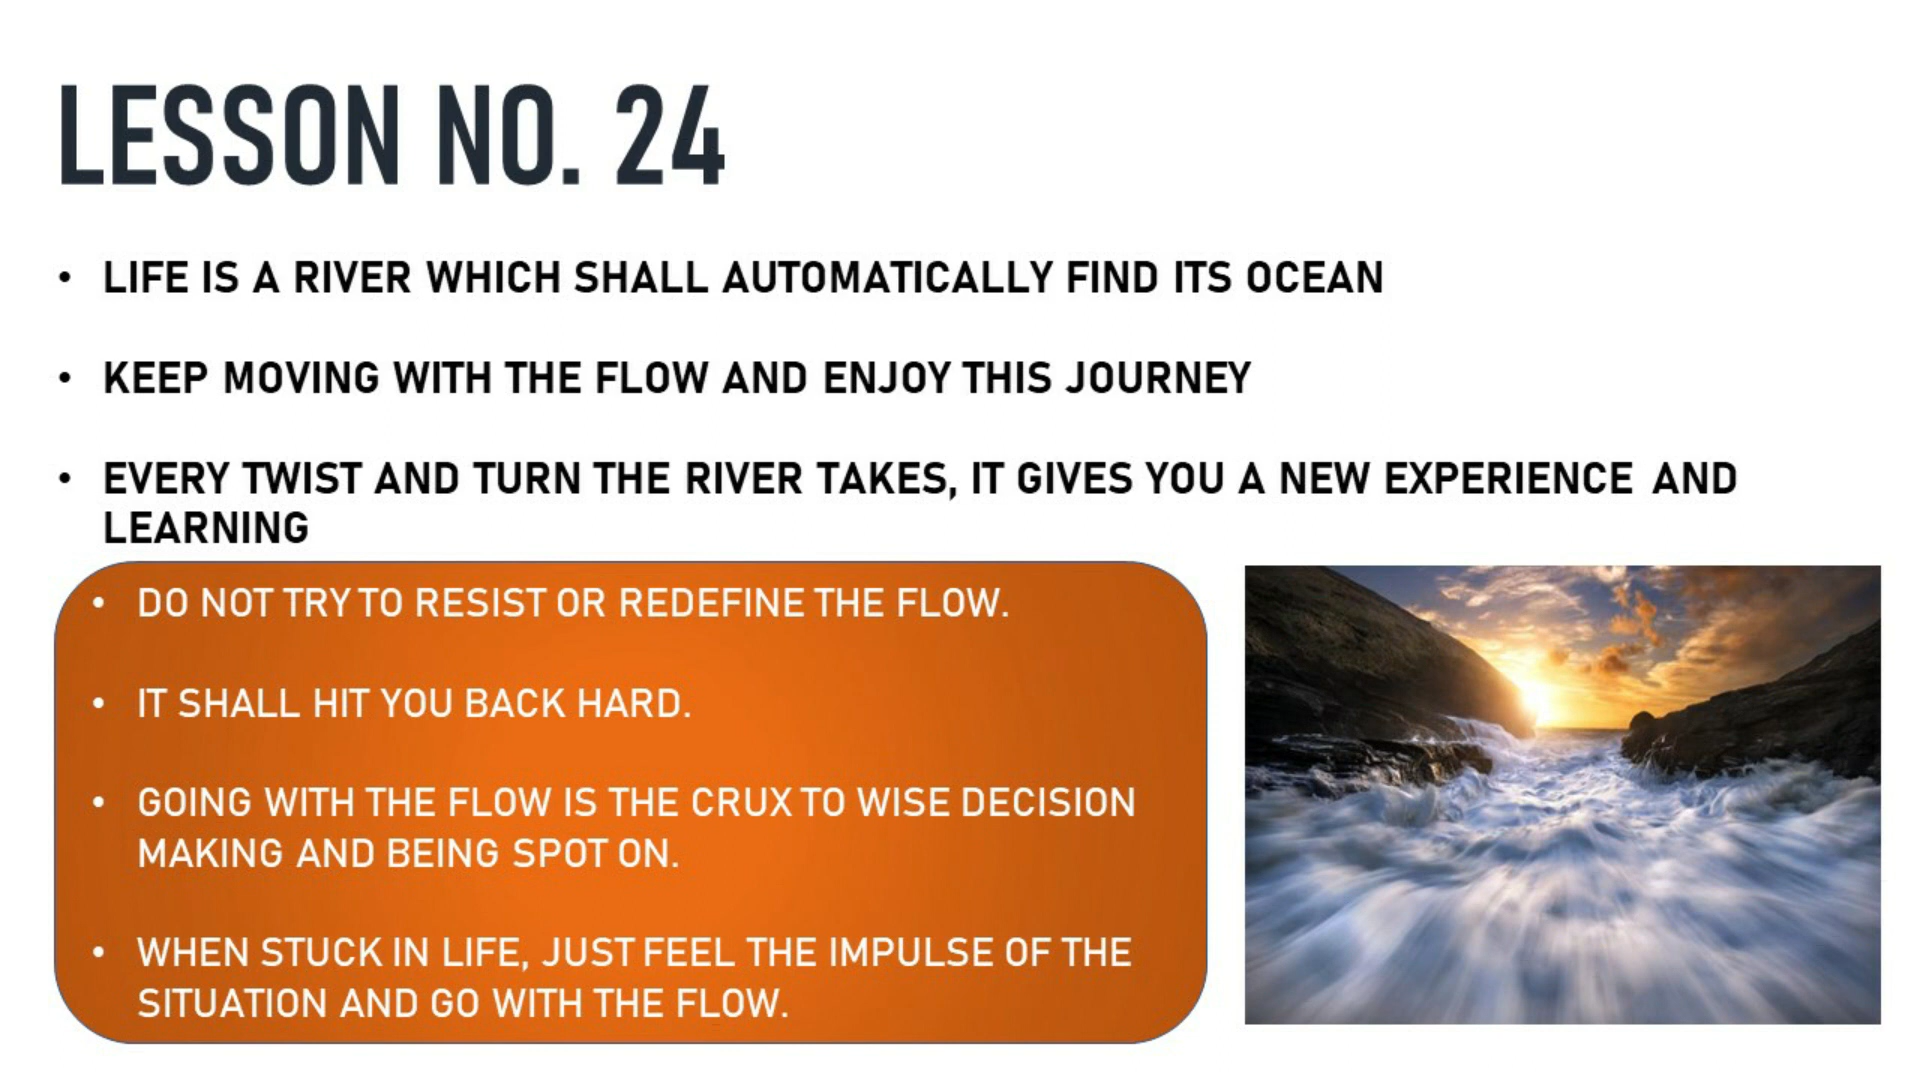 LESSON NO. 24
• LIFE IS A RIVER WHICH SHALL AUTOMATICALLY FIND ITS OCEAN
• KEEP MOVING WITH THE FLOW AND ENJOY THIS JOURNEY
• EVERY TWIST AND TURN THE RIVER TAKES, IT GIVES YOU A NEW EXPERIENCE AND
LEARNING
• DO NOT TRY TO RESIST OR REDEFINE THE FLOW.
• IT SHALL HIT YOU BACK HARD.
• GOING WITH THE FLOW IS THE CRUX TO WISE DECISION
MAKING AND BEING SPOT ON.
• WHEN STUCK IN LIFE, JUST FEEL THE IMPULSE OF THE
SITUATION AND GO WITH THE FLOW.